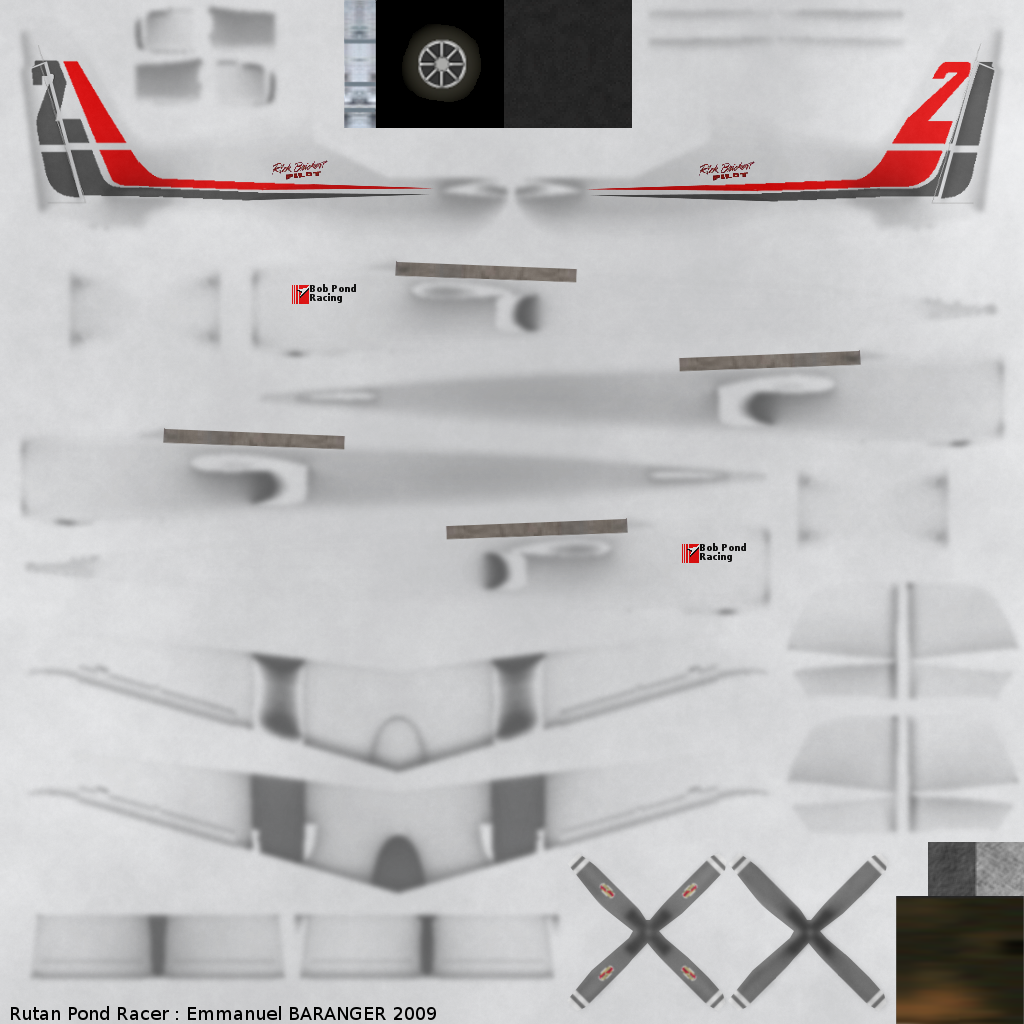 2
2
Rick Brickert
PILOT
Rick Brickert
PILOT
Bob Pond
Racing
Bob Pond
Racing
Rutan Pond Racer : Emmanuel BARANGER 2009